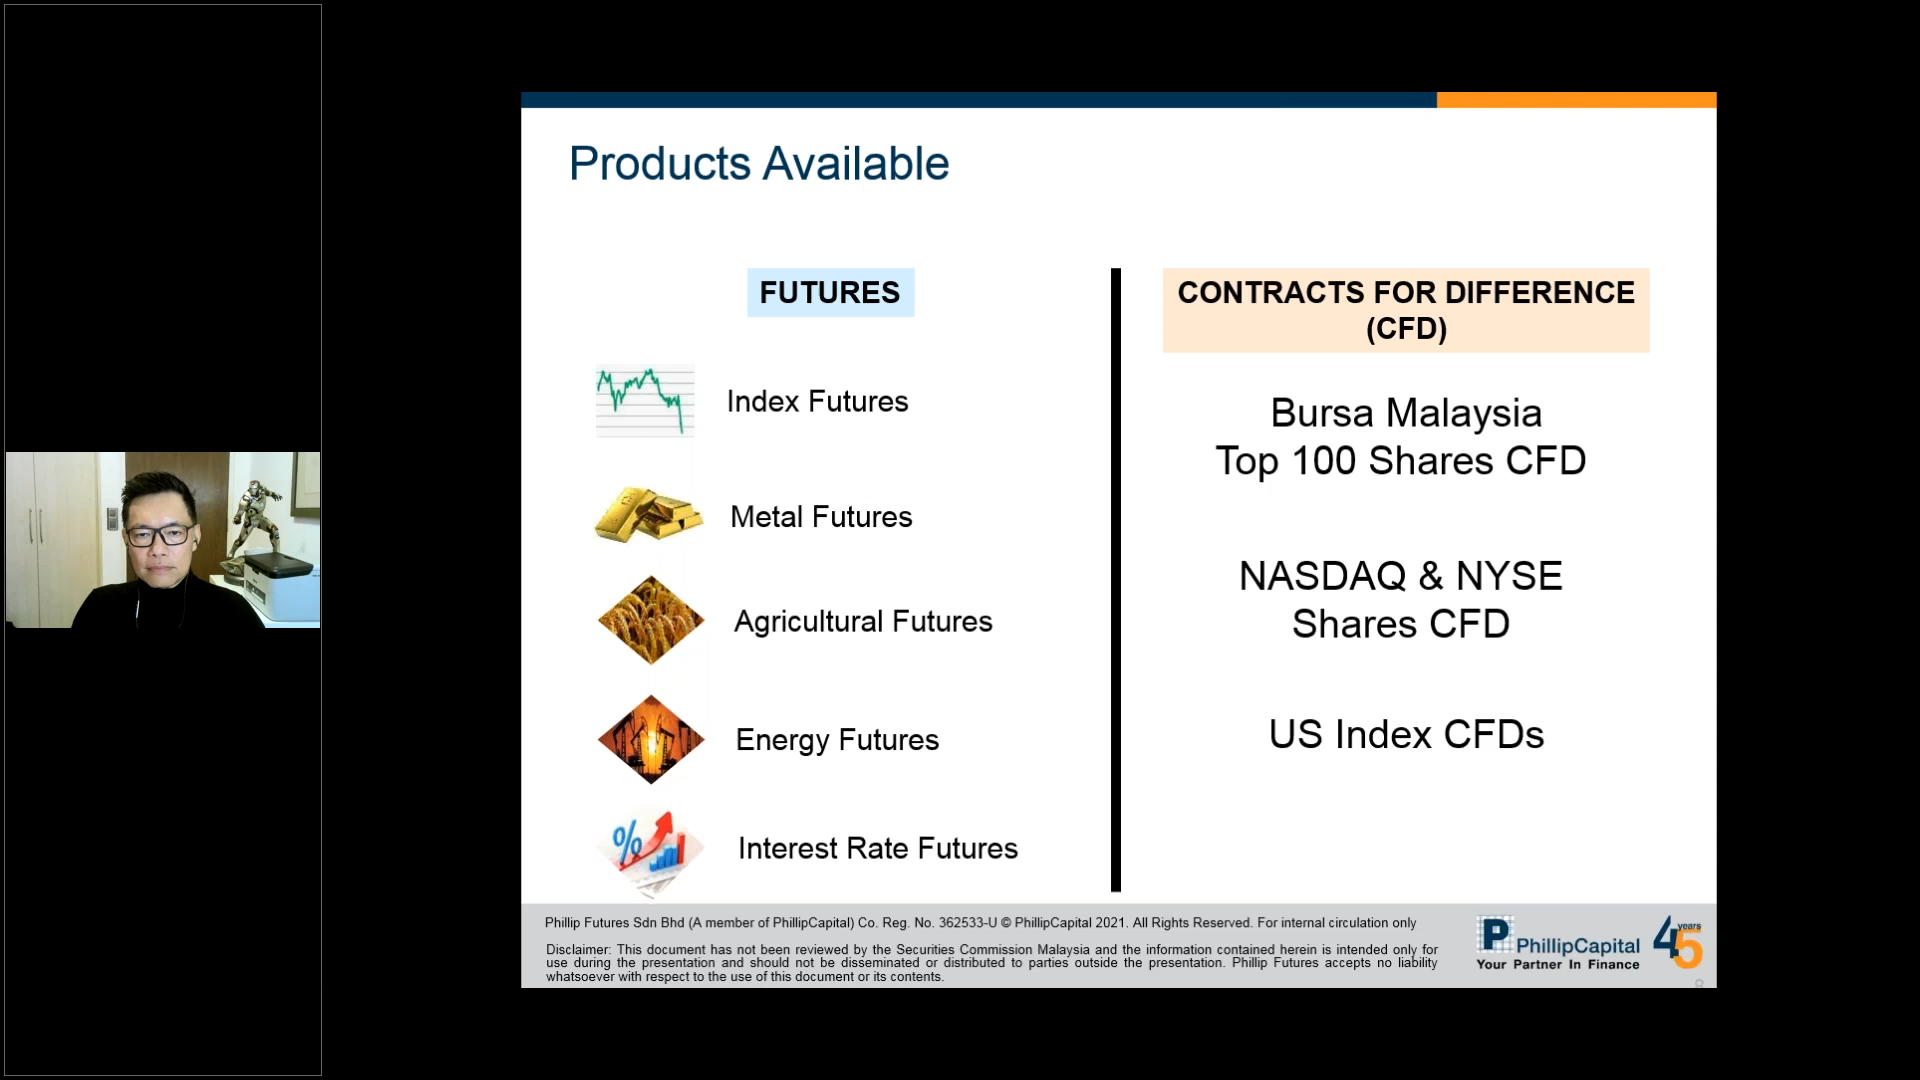 Products Available
FUTURES
Index Futures
Metal Futures
Agricultural Futures
Energy Futures
%
Interest Rate Futures
CONTRACTS FOR DIFFERENCE
(CFD)
Bursa Malaysia
Top 100 Shares CFD
NASDAQ & NYSE
Shares CFD
US Index CFDs
Phillip Futures Sdn Bhd (A member of PhillipCapital) Co. Reg. No. 362533-U © PhillipCapital 2021. All Rights Reserved. For internal circulation only
Disclaimer: This document has not been reviewed by the Securities Commission Malaysia and the information contained herein is intended only for
use during the presentation and should not be disseminated or distributed to parties outside the presentation. Phillip Futures accepts no liability
whatsoever with respect to the use of this document or its contents.
P PhillipCapital
Your Partner In Finance
45 years
8